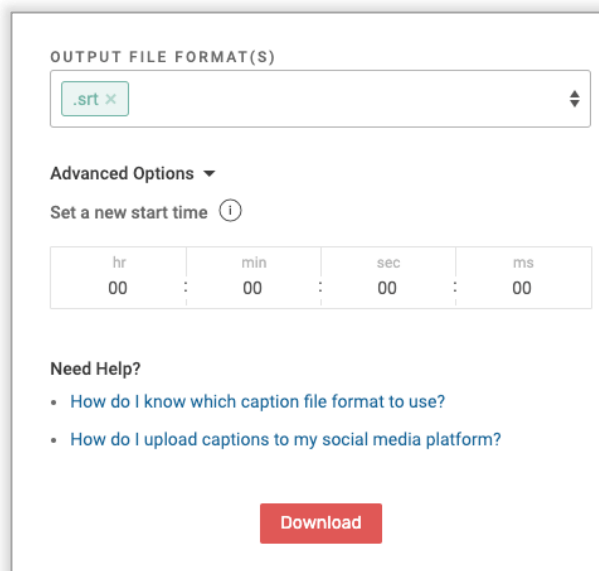 OUTPUT FILE FORMAT(S)
.srt ×
Advanced Options
Set a new start time i
hr min sec ms
00 : 00 : 00 : 00
Need Help?
• How do I know which caption file format to use?
• How do I upload captions to my social media platform?
Download